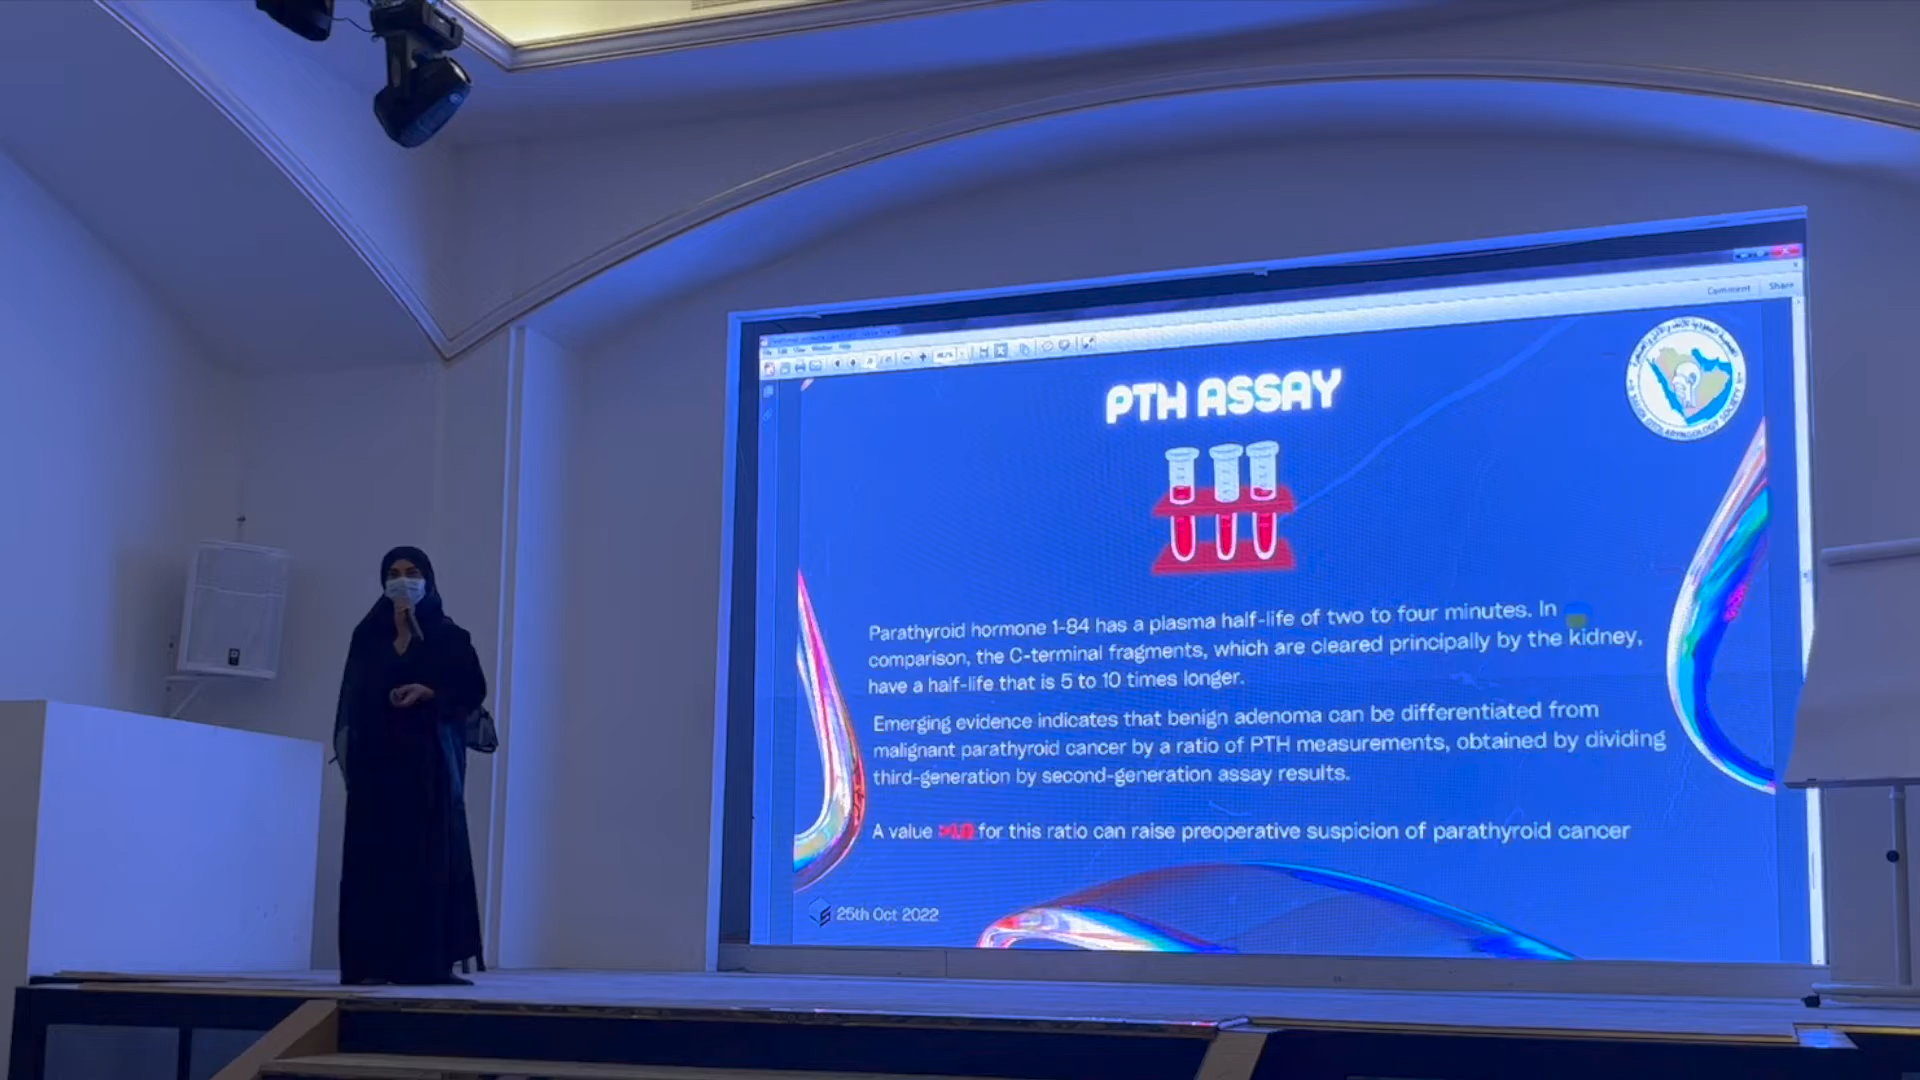 Comment Share
PTH ASSAY
Parathyroid hormone 1-84 has a plasma half-life of two to four minutes. In
comparison, the C-terminal fragments, which are cleared principally by the kidney,
have a half-life that is 5 to 10 times longer.
Emerging evidence indicates that benign adenoma can be differentiated from
malignant parathyroid cancer by a ratio of PTH measurements, obtained by dividing
third-generation by second-generation assay results.
A value >1.0 for this ratio can raise preoperative suspicion of parathyroid cancer
25th Oct 2022